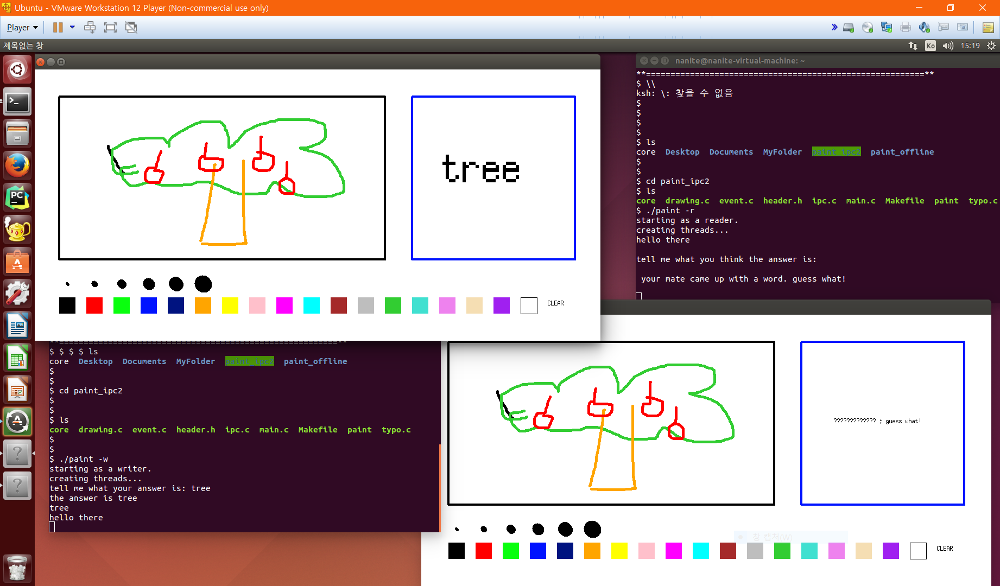 Ubuntu - VMware Workstation 12 Player (Non-commercial use only)
Player
제목없는 창
Ko
15:19
tree
CLEAR
nanite@nanite-virtual-machine: ~
**=========================================================**
$ \\
ksh: \: 찾을 수 없음
$
$
$
$
$ ls
core Desktop Documents MyFolder paint_ipc2 paint_offline
$
$
$ cd paint_ipc2
$ ls
core drawing.c event.c header.h ipc.c main.c Makefile paint typo.c
$ ./paint -r
starting as a reader.
creating threads...
hello there
tell me what you think the answer is:
your mate came up with a word. guess what!
**=========================================================**
$ $ $ $ ls
core Desktop Documents MyFolder paint_ipc2 paint_offline
$
$
$ cd paint_ipc2
$
$
$ ls
core drawing.c event.c header.h ipc.c main.c Makefile paint typo.c
$
$
$ ./paint -w
starting as a writer.
creating threads...
tell me what your answer is: tree
the answer is tree
tree
hello there
????????????? : guess what!
창 캡처(W)
CLEAR
PC